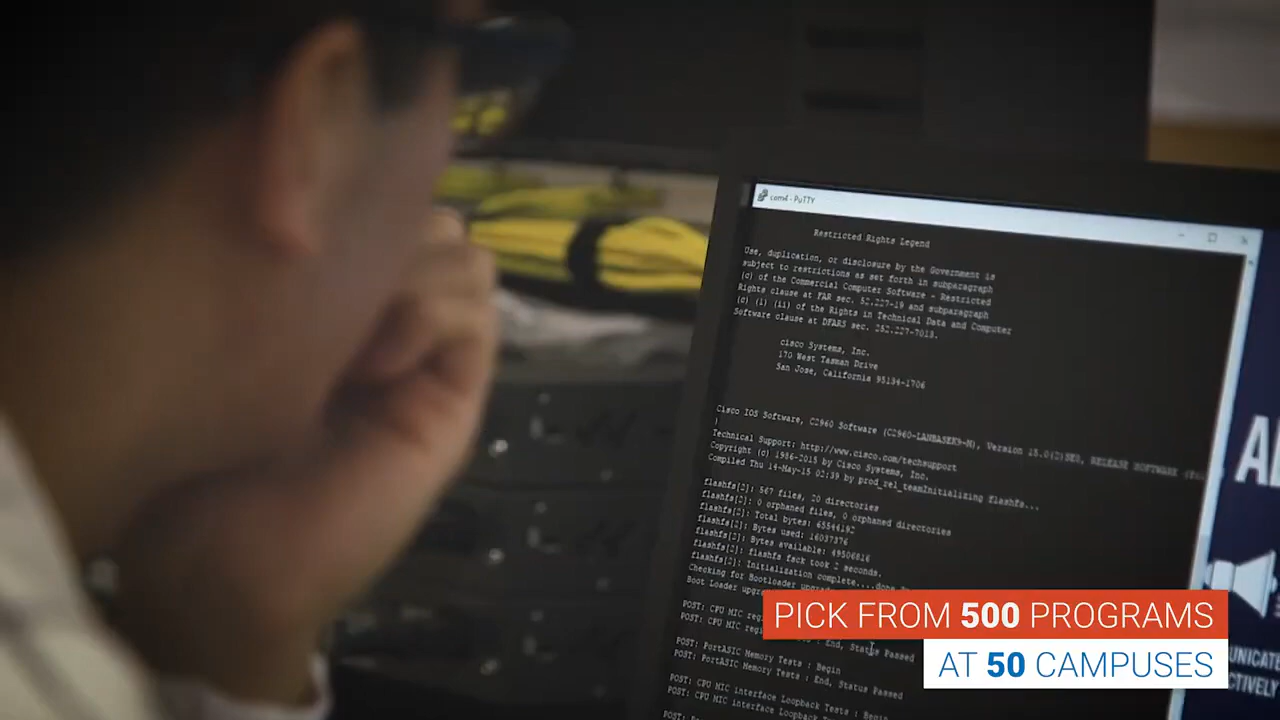 com4 - PuTTY
Restricted Rights Legend
Use, duplication, or disclosure by the Government is
subject to restrictions as set forth in subparagraph
(c) of the Commercial Computer Software - Restricted
Rights clause at FAR sec. 52.227-19 and subparagraph
(c) (1) (ii) of the Rights in Technical Data and Computer
Software clause at DFARS sec. 252.227-7013.
cisco Systems, Inc.
170 West Tasman Drive
San Jose, California 95134-1706
Cisco IOS Software, C2960 Software (C2960-LANBASEK9-M), Version 15.0(2)SE8, RELEASE SOFTWARE
)
Technical Support: http://www.cisco.com/techsupport
Copyright (c) 1986-2015 by Cisco Systems, Inc.
Compiled Thu 14-May-15 02:39 by prod_rel_teamInitializing flashfs...
flashfs[2]: 567 files, 20 directories
flashfs[2]: 0 orphaned files, 0 orphaned directories
flashfs[2]: Total bytes: 65544192
flashfs[2]: Bytes used: 16037376
flashfs[2]: Bytes available: 49506816
flashfs[2]: flashfs fsck took 2 seconds.
flashfs[2]: Initialization complete....done
Checking for Bootloader upgrade
Boot Loader upgr
POST: CPU MIC reg
POST: CPU MIC regi : End, Status Passed
POST: PortASIC Memory Tests : Begin
POST: PortASIC Memory Tests : End, Status Passed
POST: CPU MIC interface Loopback Tests : Begin
POST: CPU MIC interface Loopback Te
PICK FROM 500 PROGRAMS
AT 50 CAMPUSES